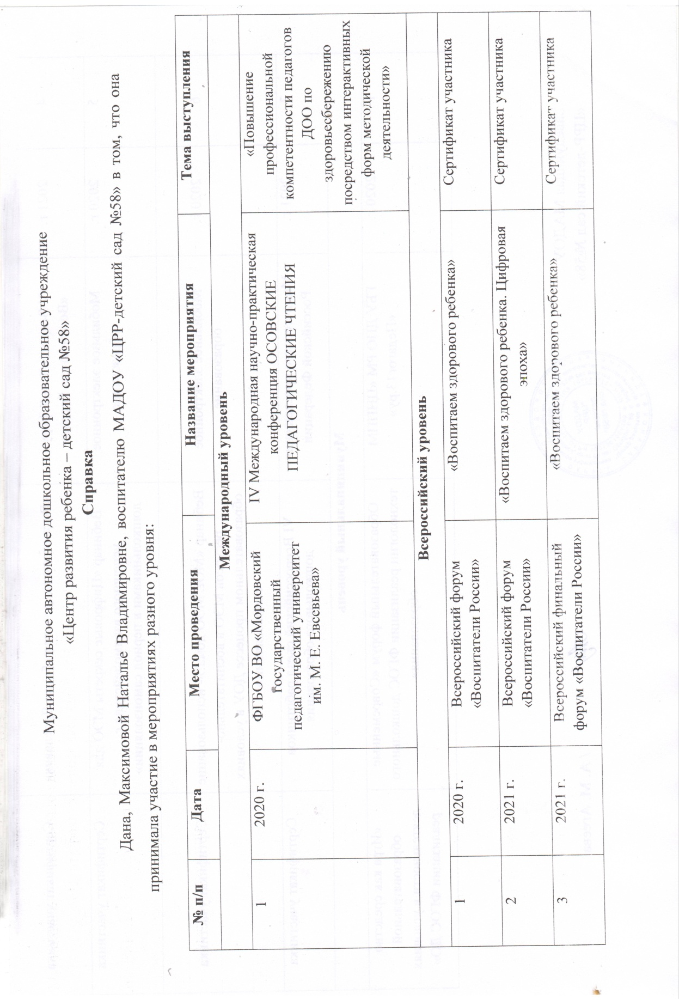 Муниципальное автономное дошкольное образовательное учреждение
«Центр развития ребенка – детский сад №58»
Справка
Дана, Максимовой Наталье Владимировне, воспитателю МАДОУ «ЦРР-детский сад №58» в том, что она
принимала участие в мероприятиях разного уровня:
№ п/п Дата Место проведения Название мероприятия Тема выступления
Международный уровень
1
2020 г.
ФГБОУ ВО «Мордовский
Государственный
педагогический университет
им. М. Е. Евсевьева»
IV Международная научно-практическая
конференция ОСОВСКИЕ
ПЕДАГОГИЧЕСКИЕ ЧТЕНИЯ
«Повышение
профессиональной
компетентности педагогов
ДОО по
здоровьесбережению
посредством интерактивных
форм методической
деятельности»
Всероссийский уровень
1
2020 г.
Всероссийский форум
«Воспитатели России»
«Воспитаем здорового ребенка»
Сертификат участника
2
2021 г.
Всероссийский форум
«Воспитатели России»
«Воспитаем здорового ребенка. Цифровая
эпоха»
Сертификат участника
3
2021 г.
Всероссийский финальный
форум «Воспитатели России»
«Воспитаем здорового ребенка»
Сертификат участника